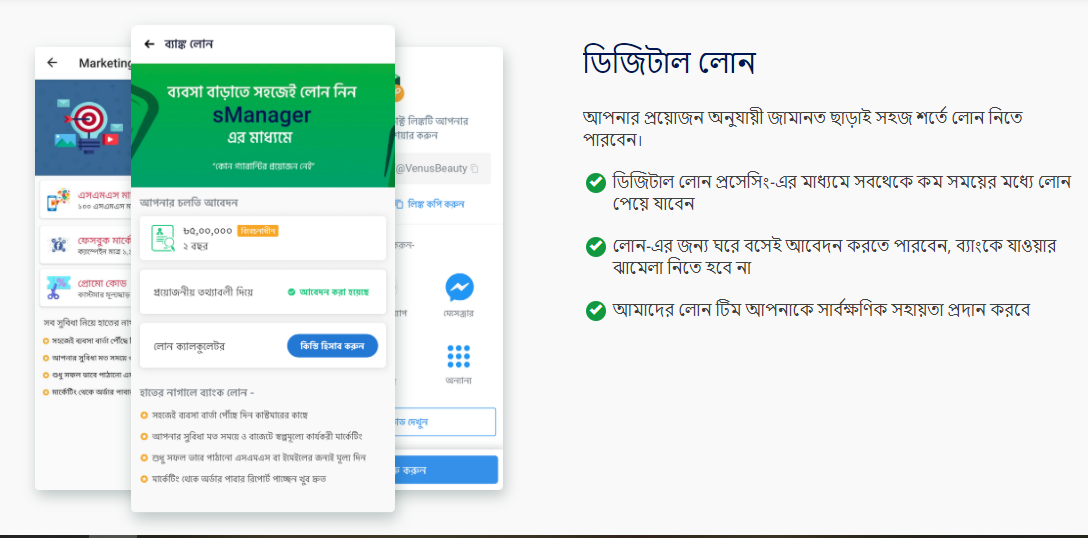 Marketing
এসএমএস মা
১০০ এসএমএস ম
ফেসবুক মার্কে
ক্যাম্পেইন মাত্র ১,
প্রোমো কোড
কাস্টমার মূল্যছাড়
সব সুবিধা নিয়ে হাতের নাগ
সহজেই ব্যবসা বার্তা পৌঁছে
আপনার সুবিধা মত সময়ে
শুধু সফল ভাবে পাঠানো এস
মার্কেটিং থেকে অর্ডার পাবার
ব্যাঙ্ক লোন
ব্যবসা বাড়াতে সহজেই লোন নিন
sManager
এর মাধ্যমে
"কোন গ্যারান্টির প্রয়োজন নেই"
আপনার চলতি আবেদন
৳৫,০০,০০০ বিবেচনাধীন
২ বছর
প্রয়োজনীয় তথ্যাবলী দিয়ে আবেদন করা হয়েছে
লোন ক্যালকুলেটর কিস্তি হিসাব করুন
হাতের নাগালে ব্যাংক লোন -
সহজেই ব্যবসা বার্তা পৌঁছে দিন কাস্টমারের কাছে
আপনার সুবিধা মত সময়ে ও বাজেটে স্বল্পমূল্যে কার্যকরী মার্কেটিং
শুধু সফল ভাবে পাঠানো এসএমএস বা ইমেইলের জন্যই মূল্য দিন
মার্কেটিং থেকে অর্ডার পাবার রিপোর্ট পাচ্ছেন খুব দ্রুত
লিঙ্কটি আপনার
শেয়ার করুন
@VenusBeauty
লিঙ্ক কপি করুন
করুন-
মেসেঞ্জার
অন্যান্য
দেখুন
করুন
ডিজিটাল লোন
আপনার প্রয়োজন অনুযায়ী জামানত ছাড়াই সহজ শর্তে লোন নিতে
পারবেন।
ডিজিটাল লোন প্রসেসিং-এর মাধ্যমে সবথেকে কম সময়ের মধ্যে লোন
পেয়ে যাবেন
লোন-এর জন্য ঘরে বসেই আবেদন করতে পারবেন, ব্যাংকে যাওয়ার
ঝামেলা নিতে হবে না
আমাদের লোন টিম আপনাকে সার্বক্ষণিক সহায়তা প্রদান করবে